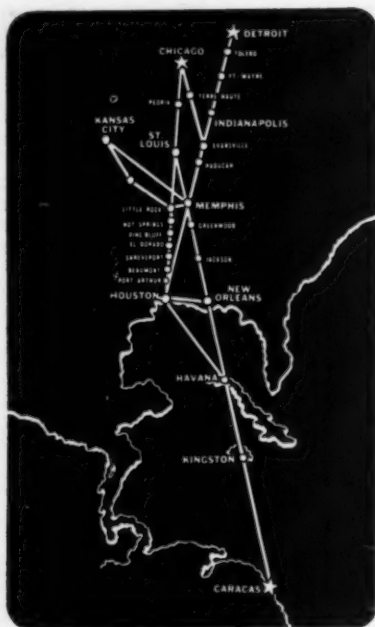 DETROIT
TOLEDO
CHICAGO
FT. WAYNE
TERRE HAUTE
PEORIA
INDIANAPOLIS
KANSAS
CITY
ST
LOUIS
EVANSVILLE
PADUCAH
LITTLE ROCK
MEMPHIS
HOT SPRINGS
GREENWOOD
PINE BLUFF
EL DORADO
SHREVEPORT
JACKSON
BEAUMONT
PORT ARTHUR
HOUSTON
NEW
ORLEANS
HAVANA
KINGSTON
CARACAS